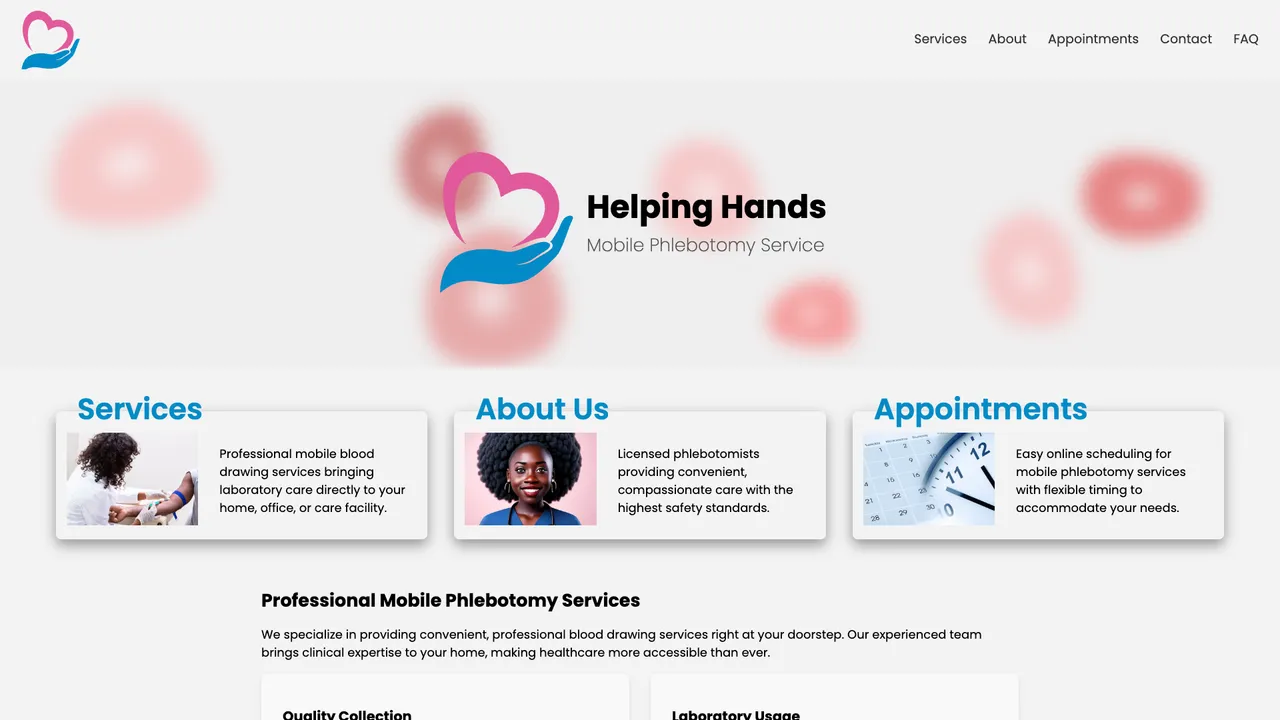 Services About Appointments Contact FAQ
Helping Hands
Mobile Phlebotomy Service
Services
Professional mobile blood
drawing services bringing
laboratory care directly to your
home, office, or care facility.
About Us
Licensed phlebotomists
providing convenient,
compassionate care with the
highest safety standards.
Appointments
Easy online scheduling for
mobile phlebotomy services
with flexible timing to
accommodate your needs.
Professional Mobile Phlebotomy Services
We specialize in providing convenient, professional blood drawing services right at your doorstep. Our experienced team
brings clinical expertise to your home, making healthcare more accessible than ever.
Quality Collection
Laboratory Usage